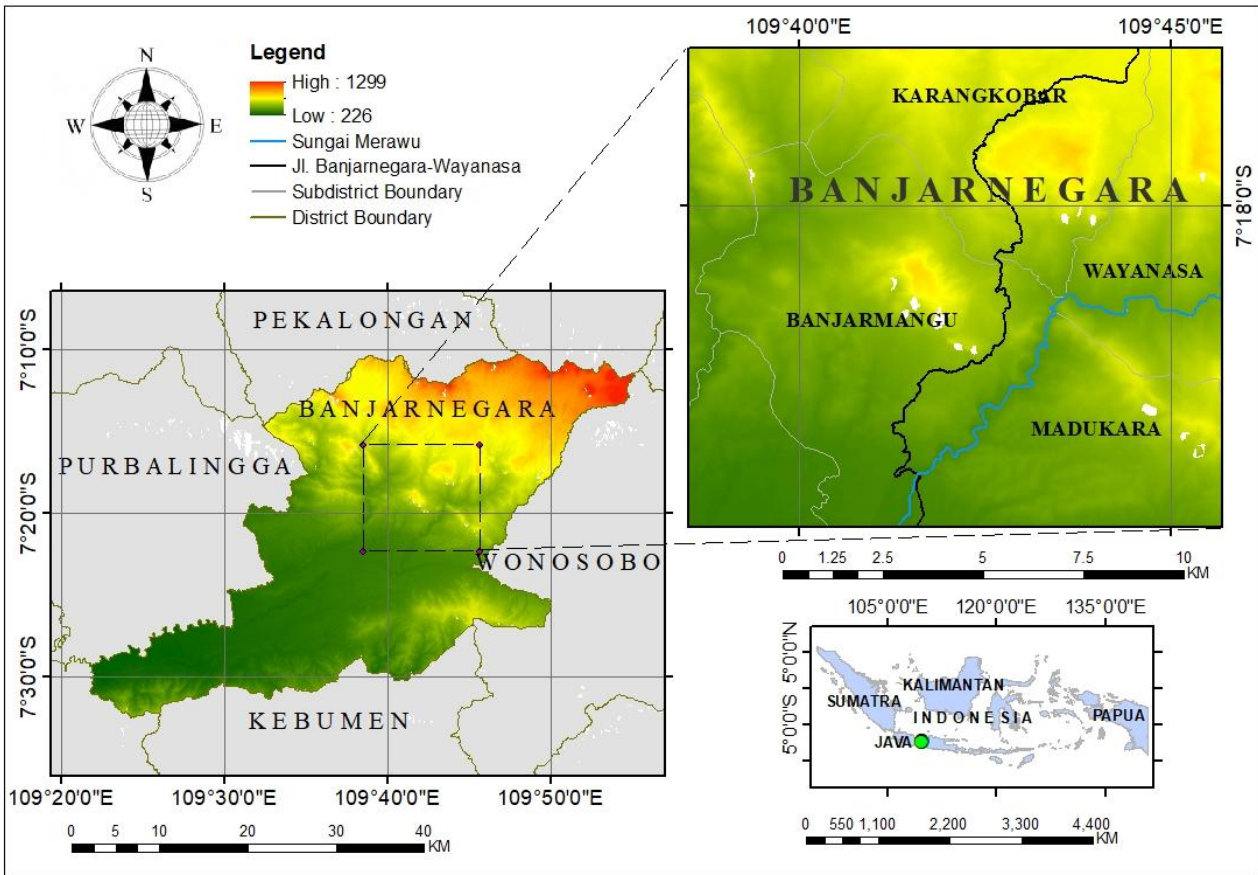 N
W
E
S
Legend
High : 1299
Low : 226
Sungai Merawu
Jl. Banjarnegara-Wayanasa
Subdistrict Boundary
District Boundary
109°40'0"E
109°45'0"E
KARANGKOBAR
BANJARNEGARA
7°18'0"S
WAYANASA
BANJARMANGU
MADUKARA
0 1.25 2.5 5 7.5 10
KM
PEKALONGAN
7°10'0"S
BANJARNEGARA
PURBALINGGA
7°20'0"S
WONOSOBO
7°30'0"S
KEBUMEN
109°20'0"E
109°30'0"E
109°40'0"E
109°50'0"E
0 5 10 20 30 40
KM
105°0'0"E
120°0'0"E
135°0'0"E
5°0'0"N
5°0'0"S
KALIMANTAN
SUMATRA
INDONESIA
PAPUA
JAVA
0 550 1,100 2,200 3,300 4,400
KM